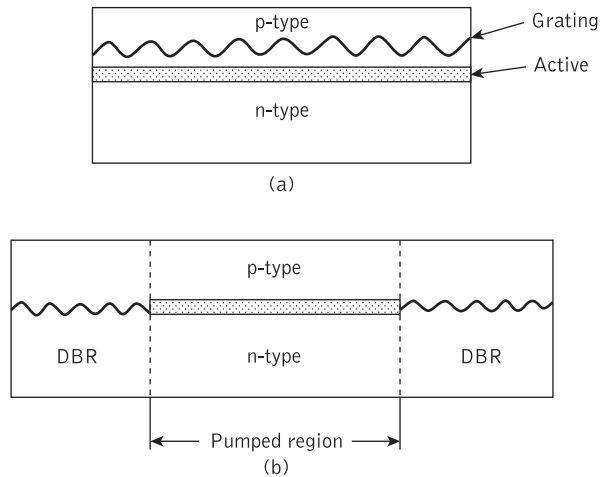 p-type
Grating
Active
n-type
(a)
p-type
DBR
n-type
DBR
Pumped region
(b)